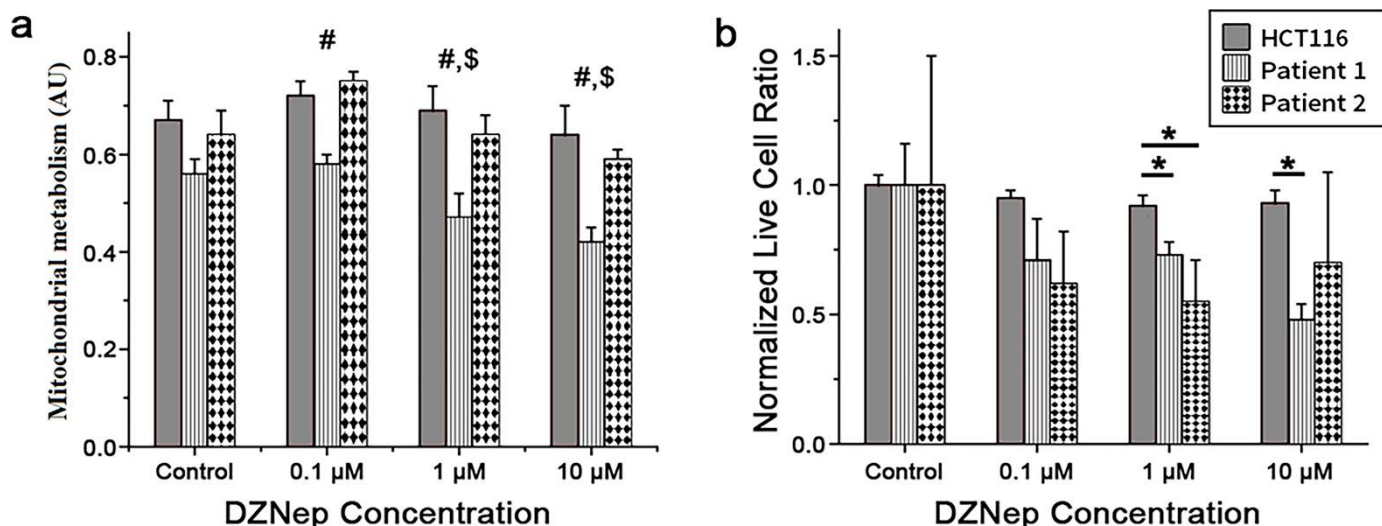 a
Mitochondrial metabolism (AU)
0.8
0.6
0.4
0.2
0.0
#
#,$
#,$
Control
0.1 µM
1 µM
10 µM
DZNep Concentration
b
Normalized Live Cell Ratio
1.5
1.0
0.5
0.0
HCT116
Patient 1
Patient 2
*
*
*
Control
0.1 µM
1 µM
10 µM
DZNep Concentration